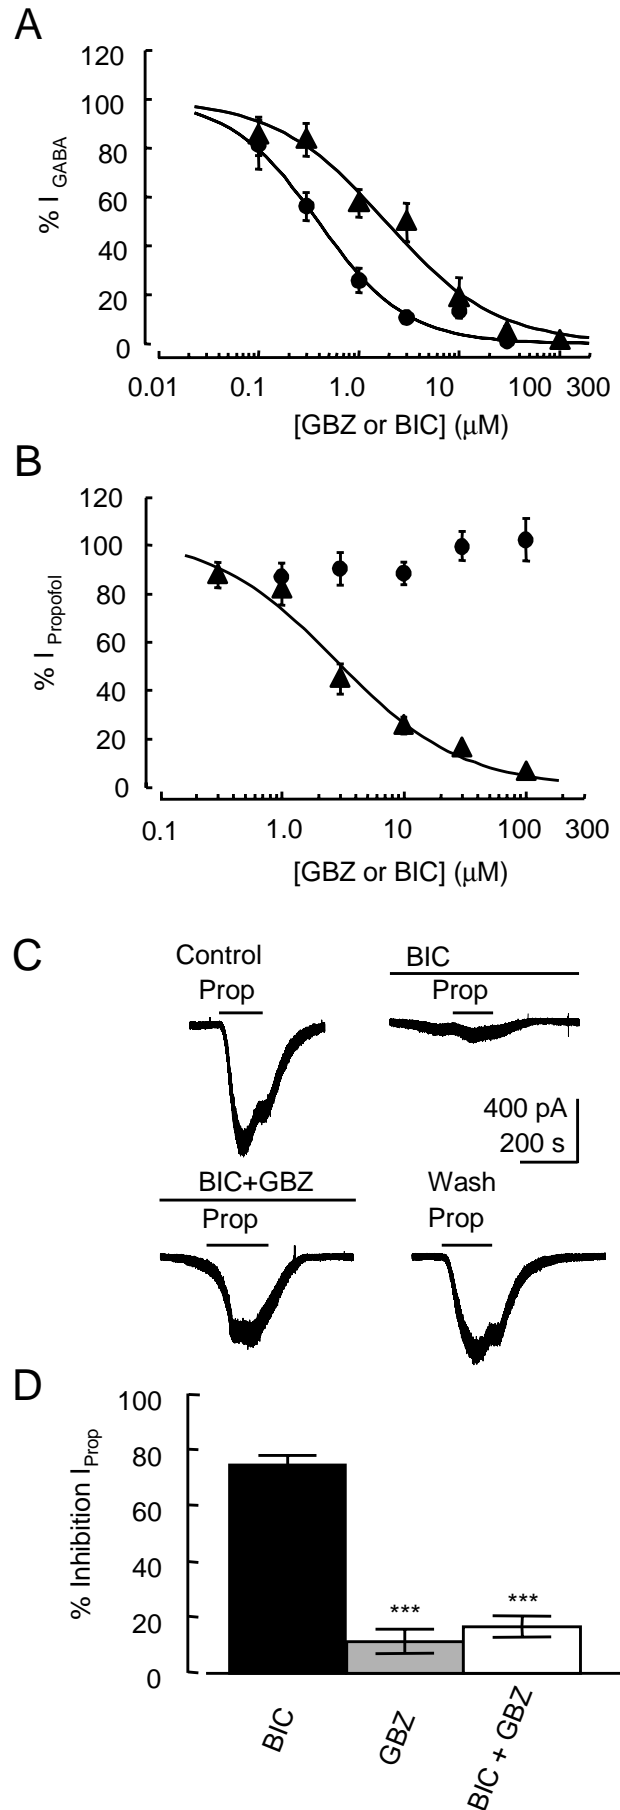 A
120
100
80
60
40
20
0
% I GABA
0.01 0.1 1.0 10 100 300
[GBZ or BIC] (μM)
B
120
100
80
60
40
20
0
% I Propofol
0.1 1.0 10 100 300
[GBZ or BIC] (μM)
C
Control
Prop
BIC
Prop
400 pA
200 s
BIC+GBZ
Prop
Wash
Prop
D
100
80
60
40
20
0
% Inhibition IProp
***
***
BIC
GBZ
BIC + GBZ